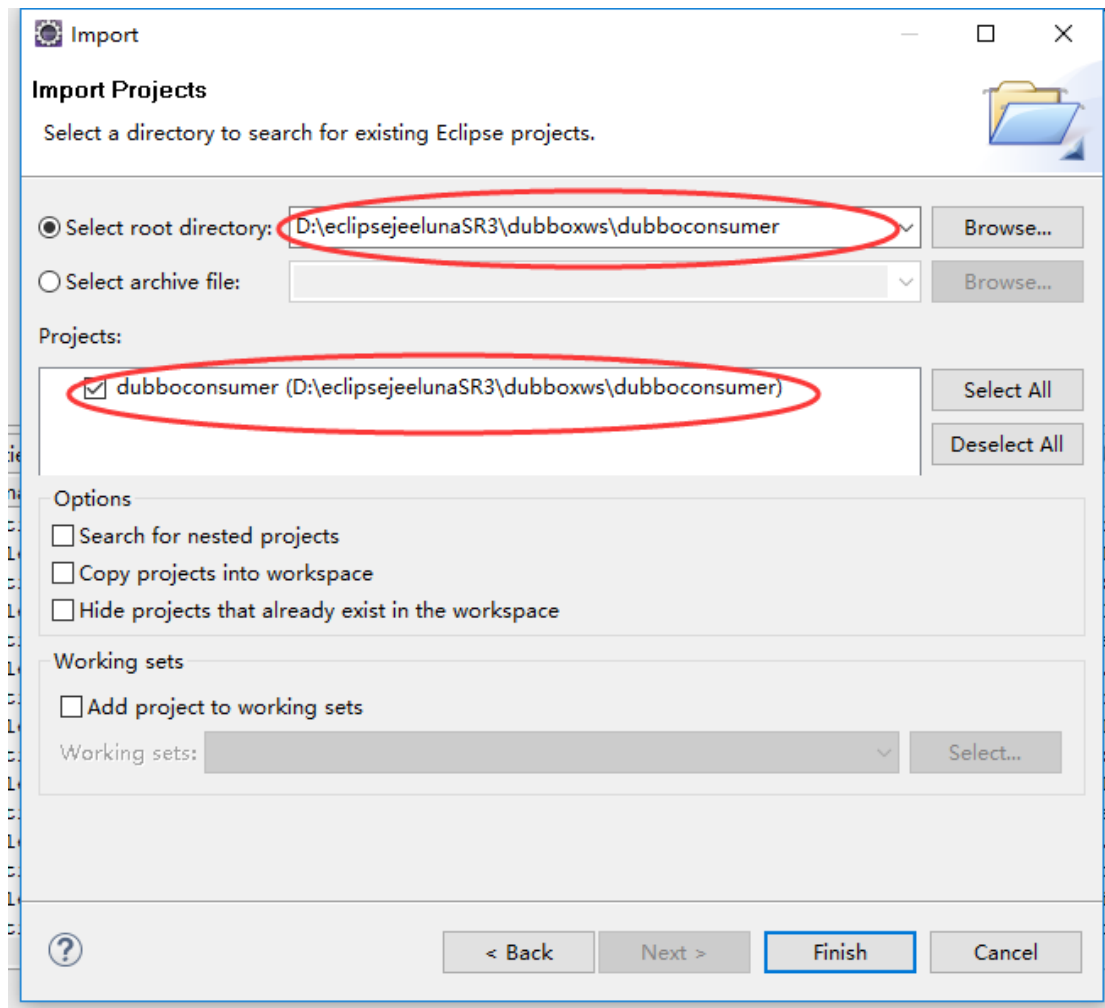 Import
Import Projects
Select a directory to search for existing Eclipse projects.
Select root directory: D:\eclipsejeelunaSR3\dubboxws\dubboconsumer Browse...
Select archive file: Browse...
Projects:
dubboconsumer (D:\eclipsejeelunaSR3\dubboxws\dubboconsumer) Select All
Deselect All
Options
Search for nested projects
Copy projects into workspace
Hide projects that already exist in the workspace
Working sets
Add project to working sets
Working sets: Select...
? < Back Next > Finish Cancel